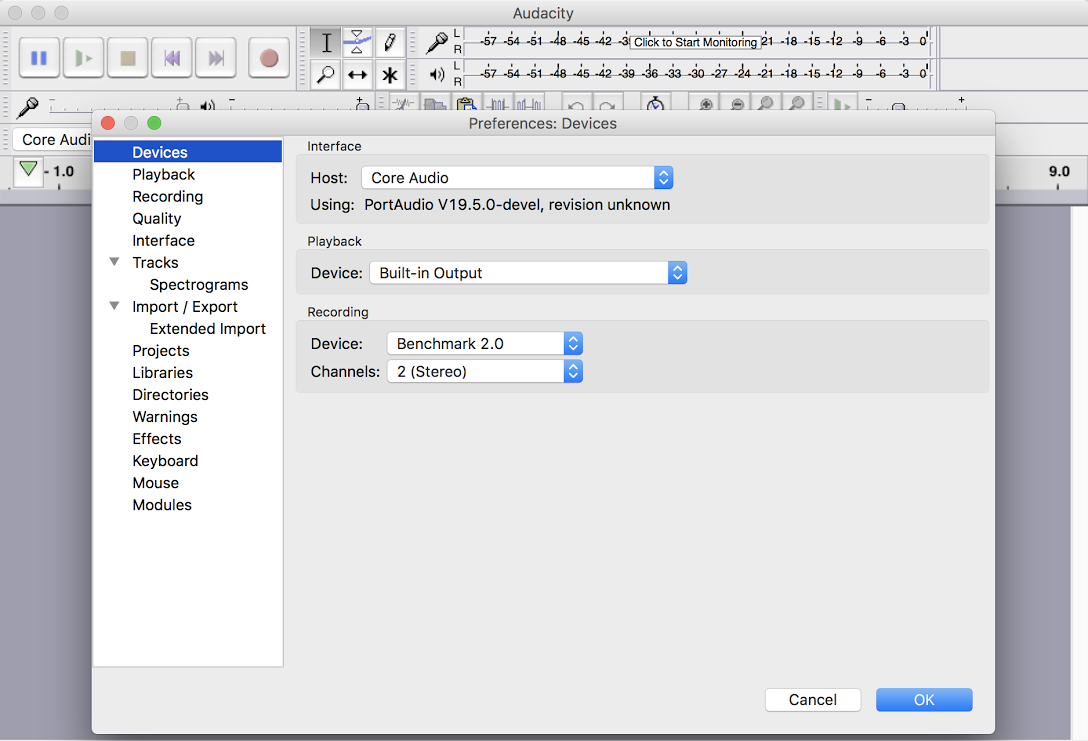 Audacity
L
R
-57 -54 -51 -48 -45 -42 -3 Click to Start Monitoring 21 -18 -15 -12 -9 -6 -3 0
L
R
-57 -54 -51 -48 -45 -42 -39 -36 -33 -30 -27 -24 -21 -18 -15 -12 -9 -6 -3 0
Core Audi
- 1.0
9.0
Preferences: Devices
Devices
Playback
Recording
Quality
Interface
Tracks
Spectrograms
Import / Export
Extended Import
Projects
Libraries
Directories
Warnings
Effects
Keyboard
Mouse
Modules
Interface
Host: Core Audio
Using: PortAudio V19.5.0-devel, revision unknown
Playback
Device: Built-in Output
Recording
Device: Benchmark 2.0
Channels: 2 (Stereo)
Cancel
OK